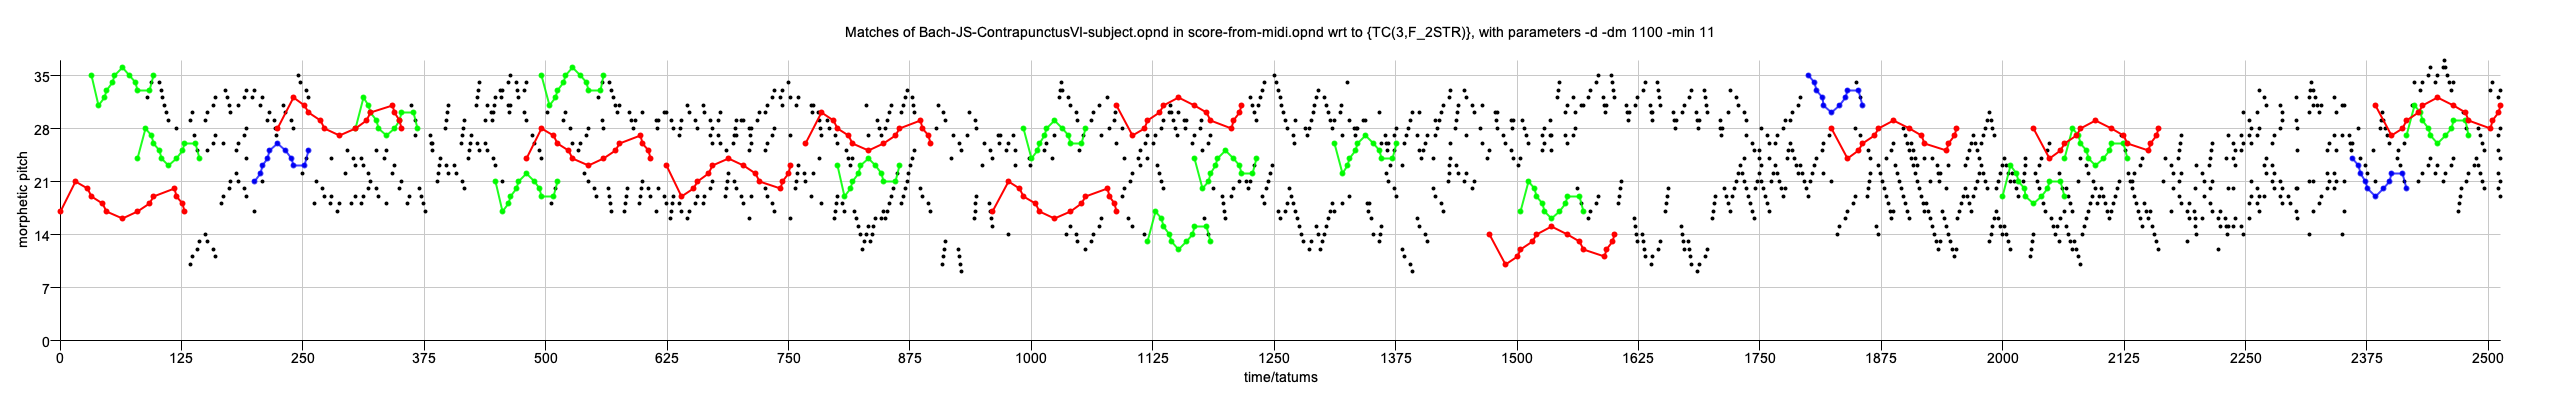 Matches of Bach-JS-ContrapunctusVI-subject.opnd in score-from-midi.opnd wrt to {TC(3,F_2STR)}, with parameters -d -dm 1100 -min 11
morphetic pitch
35
28
21
14
7
0
0 125 250 375 500 625 750 875 1000 1125 1250 1375 1500 1625 1750 1875 2000 2125 2250 2375 2500
time/tatums